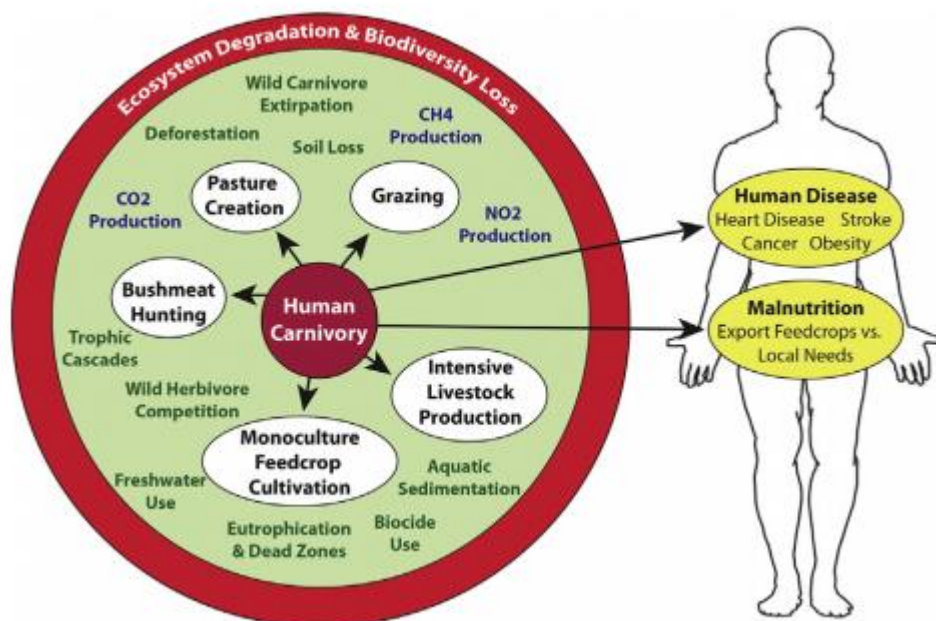 Ecosystem Degradation & Biodiversity Loss
Wild Carnivore
Extirpation
Deforestation
Soil Loss
CH4
Production
CO2
Production
Pasture
Creation
Grazing
NO2
Production
Bushmeat
Hunting
Human
Carnivory
Trophic
Cascades
Wild Herbivore
Competition
Intensive
Livestock
Production
Monoculture
Feedcrop
Cultivation
Freshwater
Use
Aquatic
Sedimentation
Eutrophication
& Dead Zones
Biocide
Use
Human Disease
Heart Disease Stroke
Cancer Obesity
Malnutrition
Export Feedcrops vs.
Local Needs